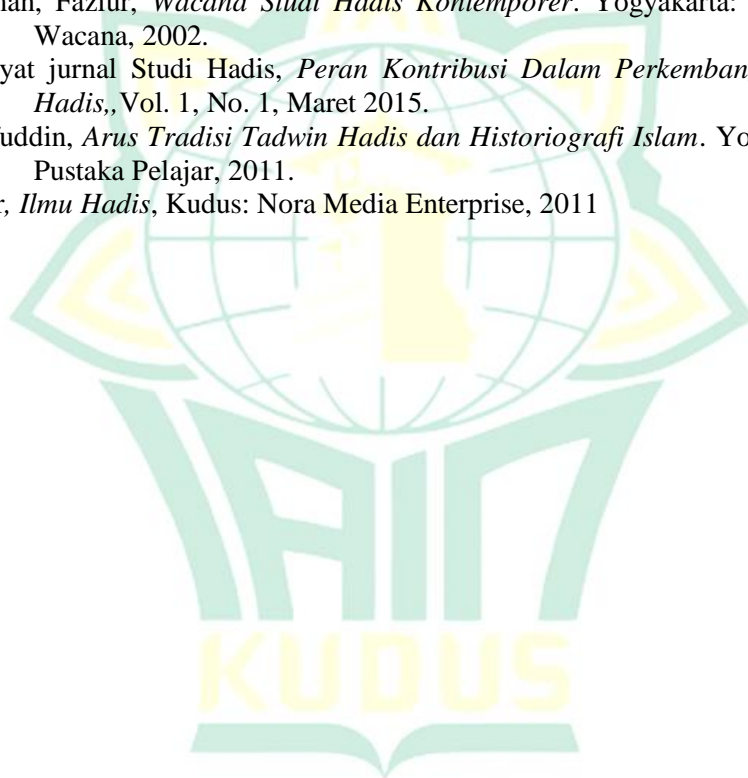 nan, Fazlur, Wacana Studi Hadis Kontemporer. Yogyakarta:
Wacana, 2002.
yat jurnal Studi Hadis, Peran Kontribusi Dalam Perkemban
Hadis,,Vol. 1, No. 1, Maret 2015.
uddin, Arus Tradisi Tadwin Hadis dan Historiografi Islam. Yo
Pustaka Pelajar, 2011.
, Ilmu Hadis, Kudus: Nora Media Enterprise, 2011
IAIN
KUDUS